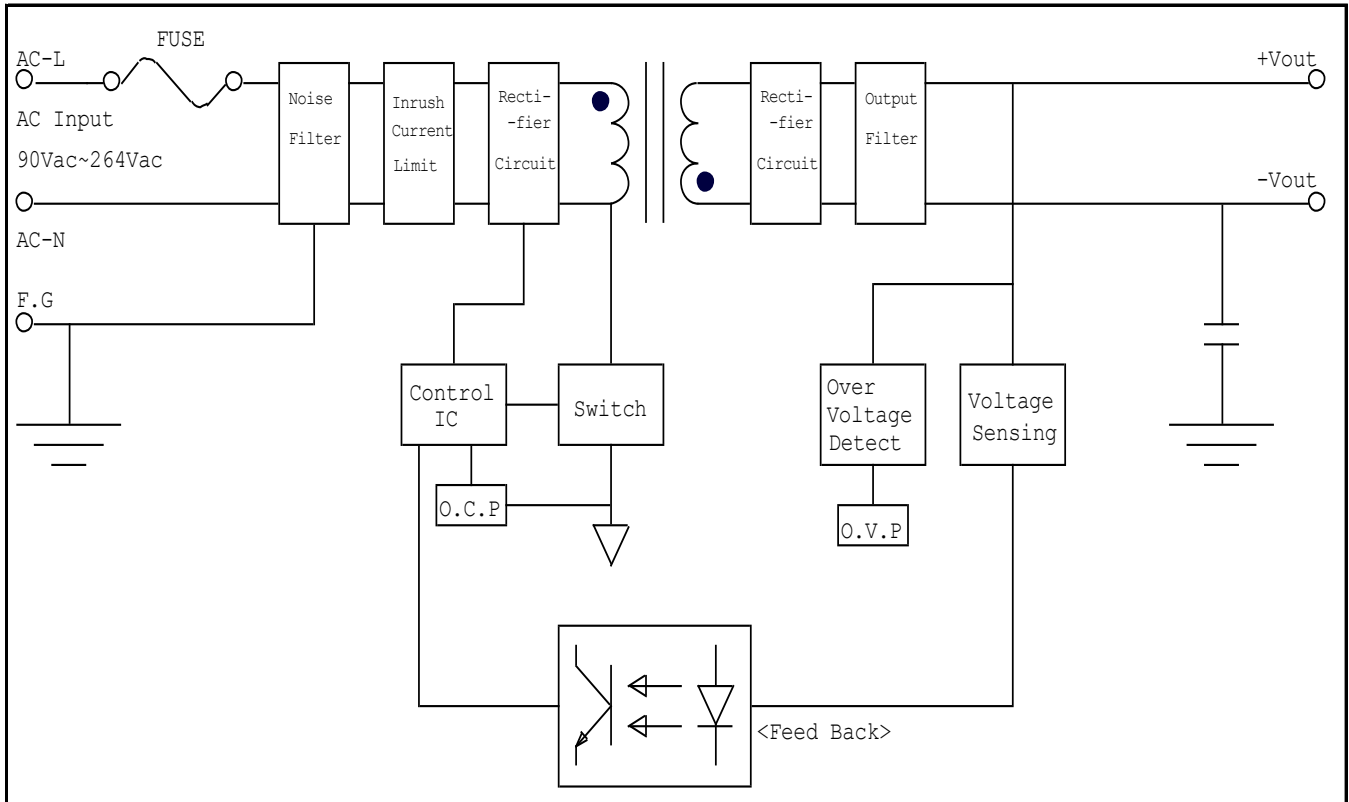 FUSE
AC-L
AC Input
90Vac~264Vac
AC-N
F.G
Noise
Filter
Inrush
Current
Limit
Recti-
-fier
Circuit
Recti-
-fier
Circuit
Output
Filter
+Vout
-Vout
Control
IC
Switch
O.C.P
Over
Voltage
Detect
Voltage
Sensing
O.V.P
<Feed Back>